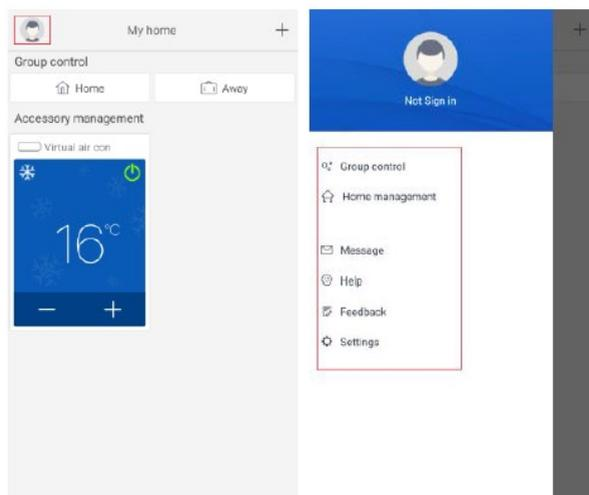 My home
+
Group control
Home
Away
Accessory management
Virtual air con
16°C
− +
Not Sign in
Group control
Home management
Message
Help
Feedback
Settings
+